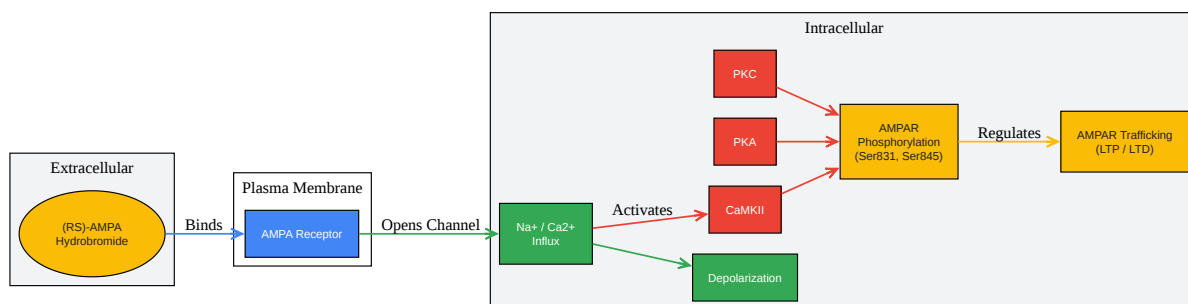 Intracellular
PKC
AMPAR
Phosphorylation
(Ser831, Ser845)
Regulates
AMPAR Trafficking
(LTP / LTD)
PKA
Extracellular
(RS)-AMPA
Hydrobromide
Binds
Plasma Membrane
AMPA Receptor
Opens Channel
Na+ / Ca2+
Influx
Activates
CaMKII
Depolarization